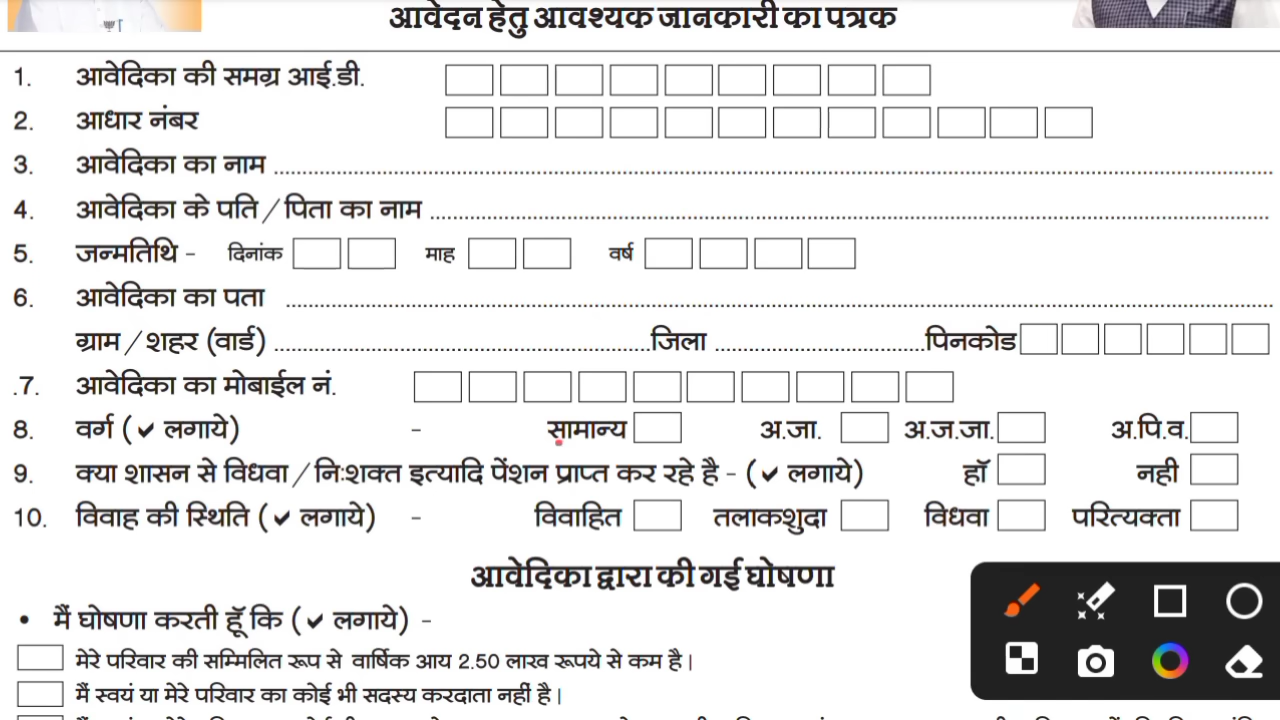 आवेदन हेतु आवश्यक जानकारी का पत्रक
1. आवेदिका की समग्र आई.डी.
2. आधार नंबर
3. आवेदिका का नाम ................................................................................
4. आवेदिका के पति / पिता का नाम ................................................................................
5. जन्मतिथि - दिनांक माह वर्ष
6. आवेदिका का पता ................................................................................
ग्राम / शहर (वार्ड) ........................................जिला ........................................पिनकोड
.7. आवेदिका का मोबाईल नं.
8. वर्ग (✔ लगाये) - सामान्य अ.जा. अ.ज.जा. अ.पि.व.
9. क्या शासन से विधवा / निःशक्त इत्यादि पेंशन प्राप्त कर रहे है - (✔ लगाये) हॉ नही
10. विवाह की स्थिति (✔ लगाये) - विवाहित तलाकशुदा विधवा परित्यक्ता
आवेदिका द्वारा की गई घोषणा
• मैं घोषणा करती हूॅं कि (✔ लगाये) -
मेरे परिवार की सम्मिलित रूप से वार्षिक आय 2.50 लाख रूपये से कम है।
मैं स्वयं या मेरे परिवार का कोई भी सदस्य करदाता नहीं है।